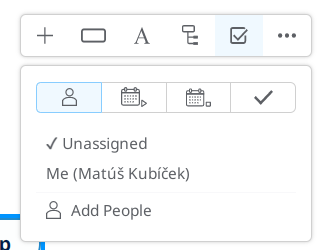 A
✓ Unassigned
Me (Matúš Kubíček)
Add People
p